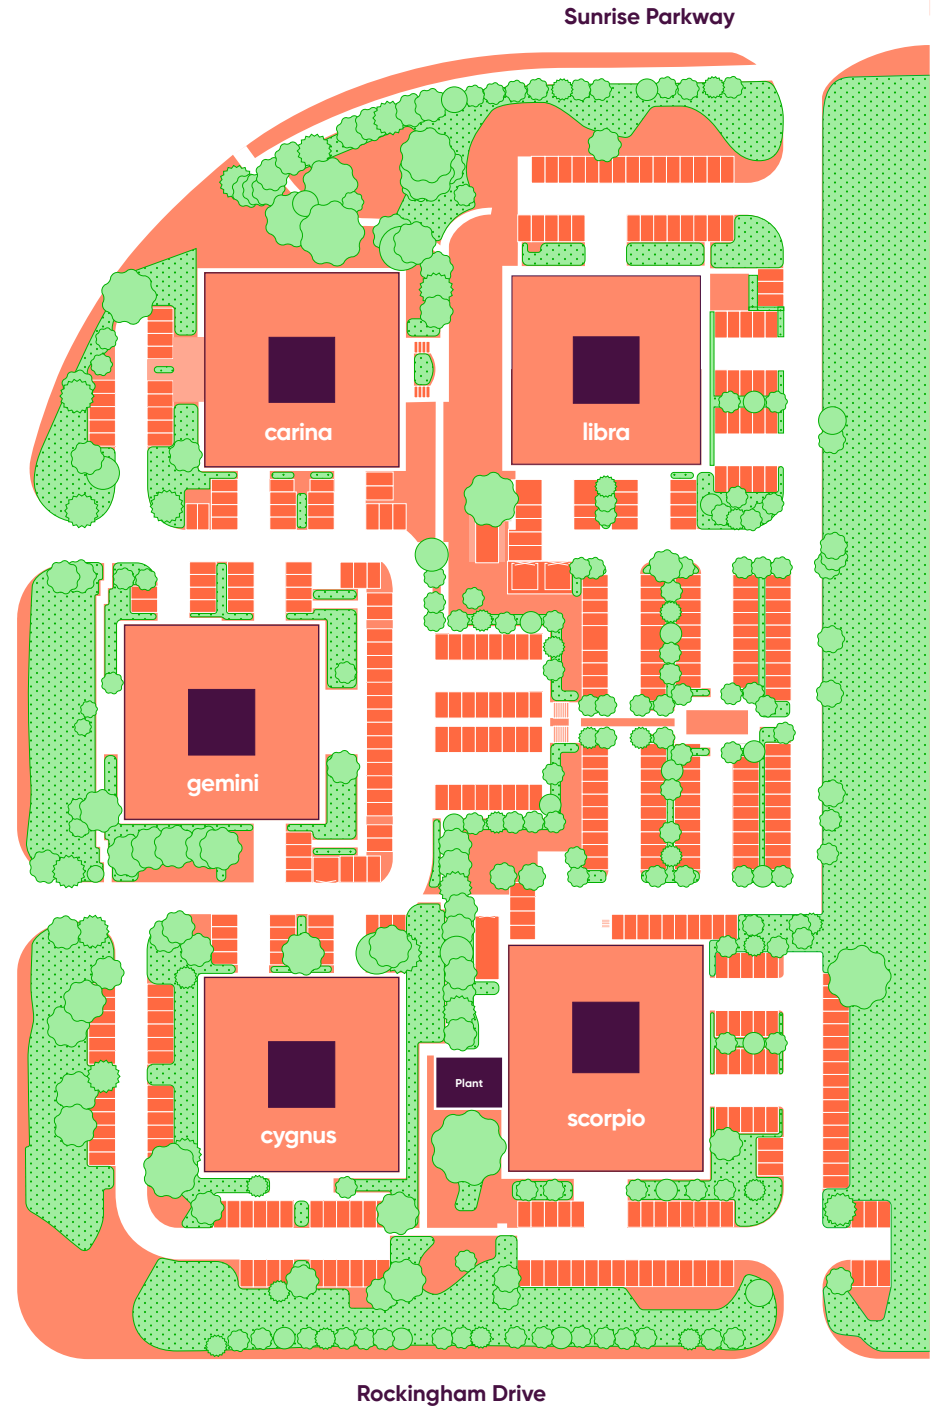 Sunrise Parkway
carina
libra
gemini
Plant
scorpio
cygnus
Rockingham Drive